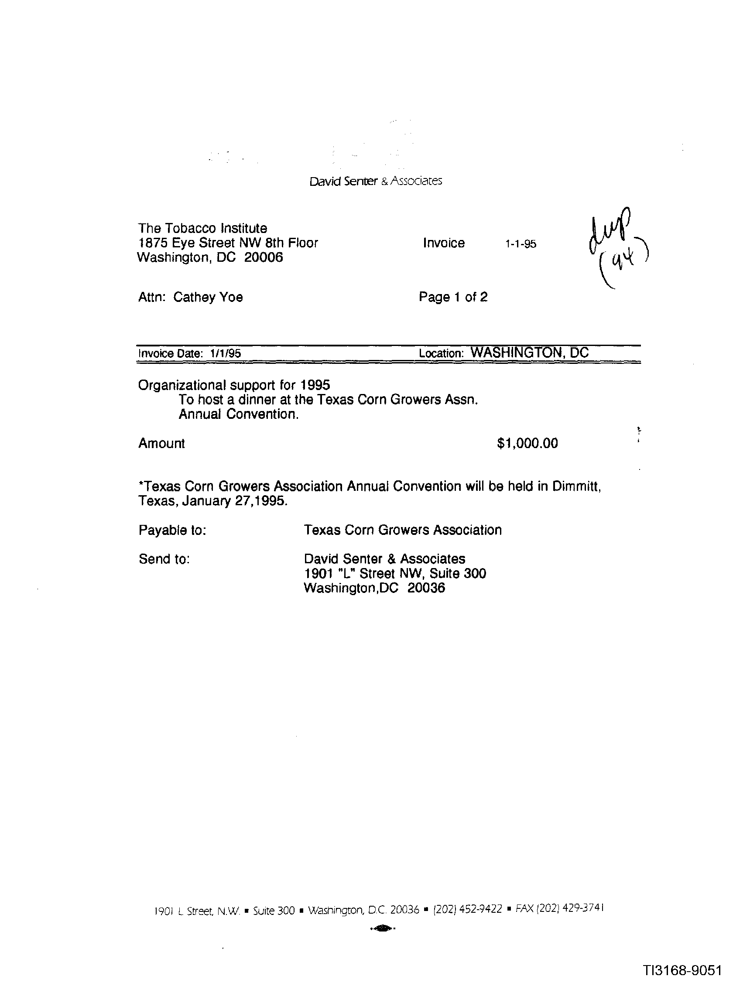 David Senter & Associates
The Tobacco Institute
1875 Eye Street NW 8th Floor
Washington, DC 20006
Invoice 1-1-95
dup
(94)
Attn: Cathey Yoe
Page 1 of 2
Invoice Date: 1/1/95
Location: WASHINGTON, DC
Organizational support for 1995
To host a dinner at the Texas Corn Growers Assn.
Annual Convention.
Amount $1,000.00
*Texas Corn Growers Association Annual Convention will be held in Dimmitt,
Texas, January 27,1995.
Payable to: Texas Corn Growers Association
Send to: David Senter & Associates
1901 "L" Street NW, Suite 300
Washington,DC 20036
1901 L Street, N.W. ▪ Suite 300 ▪ Washington, D.C. 20036 ▪ (202) 452-9422 ▪ FAX (202) 429-3741
TI3168-9051